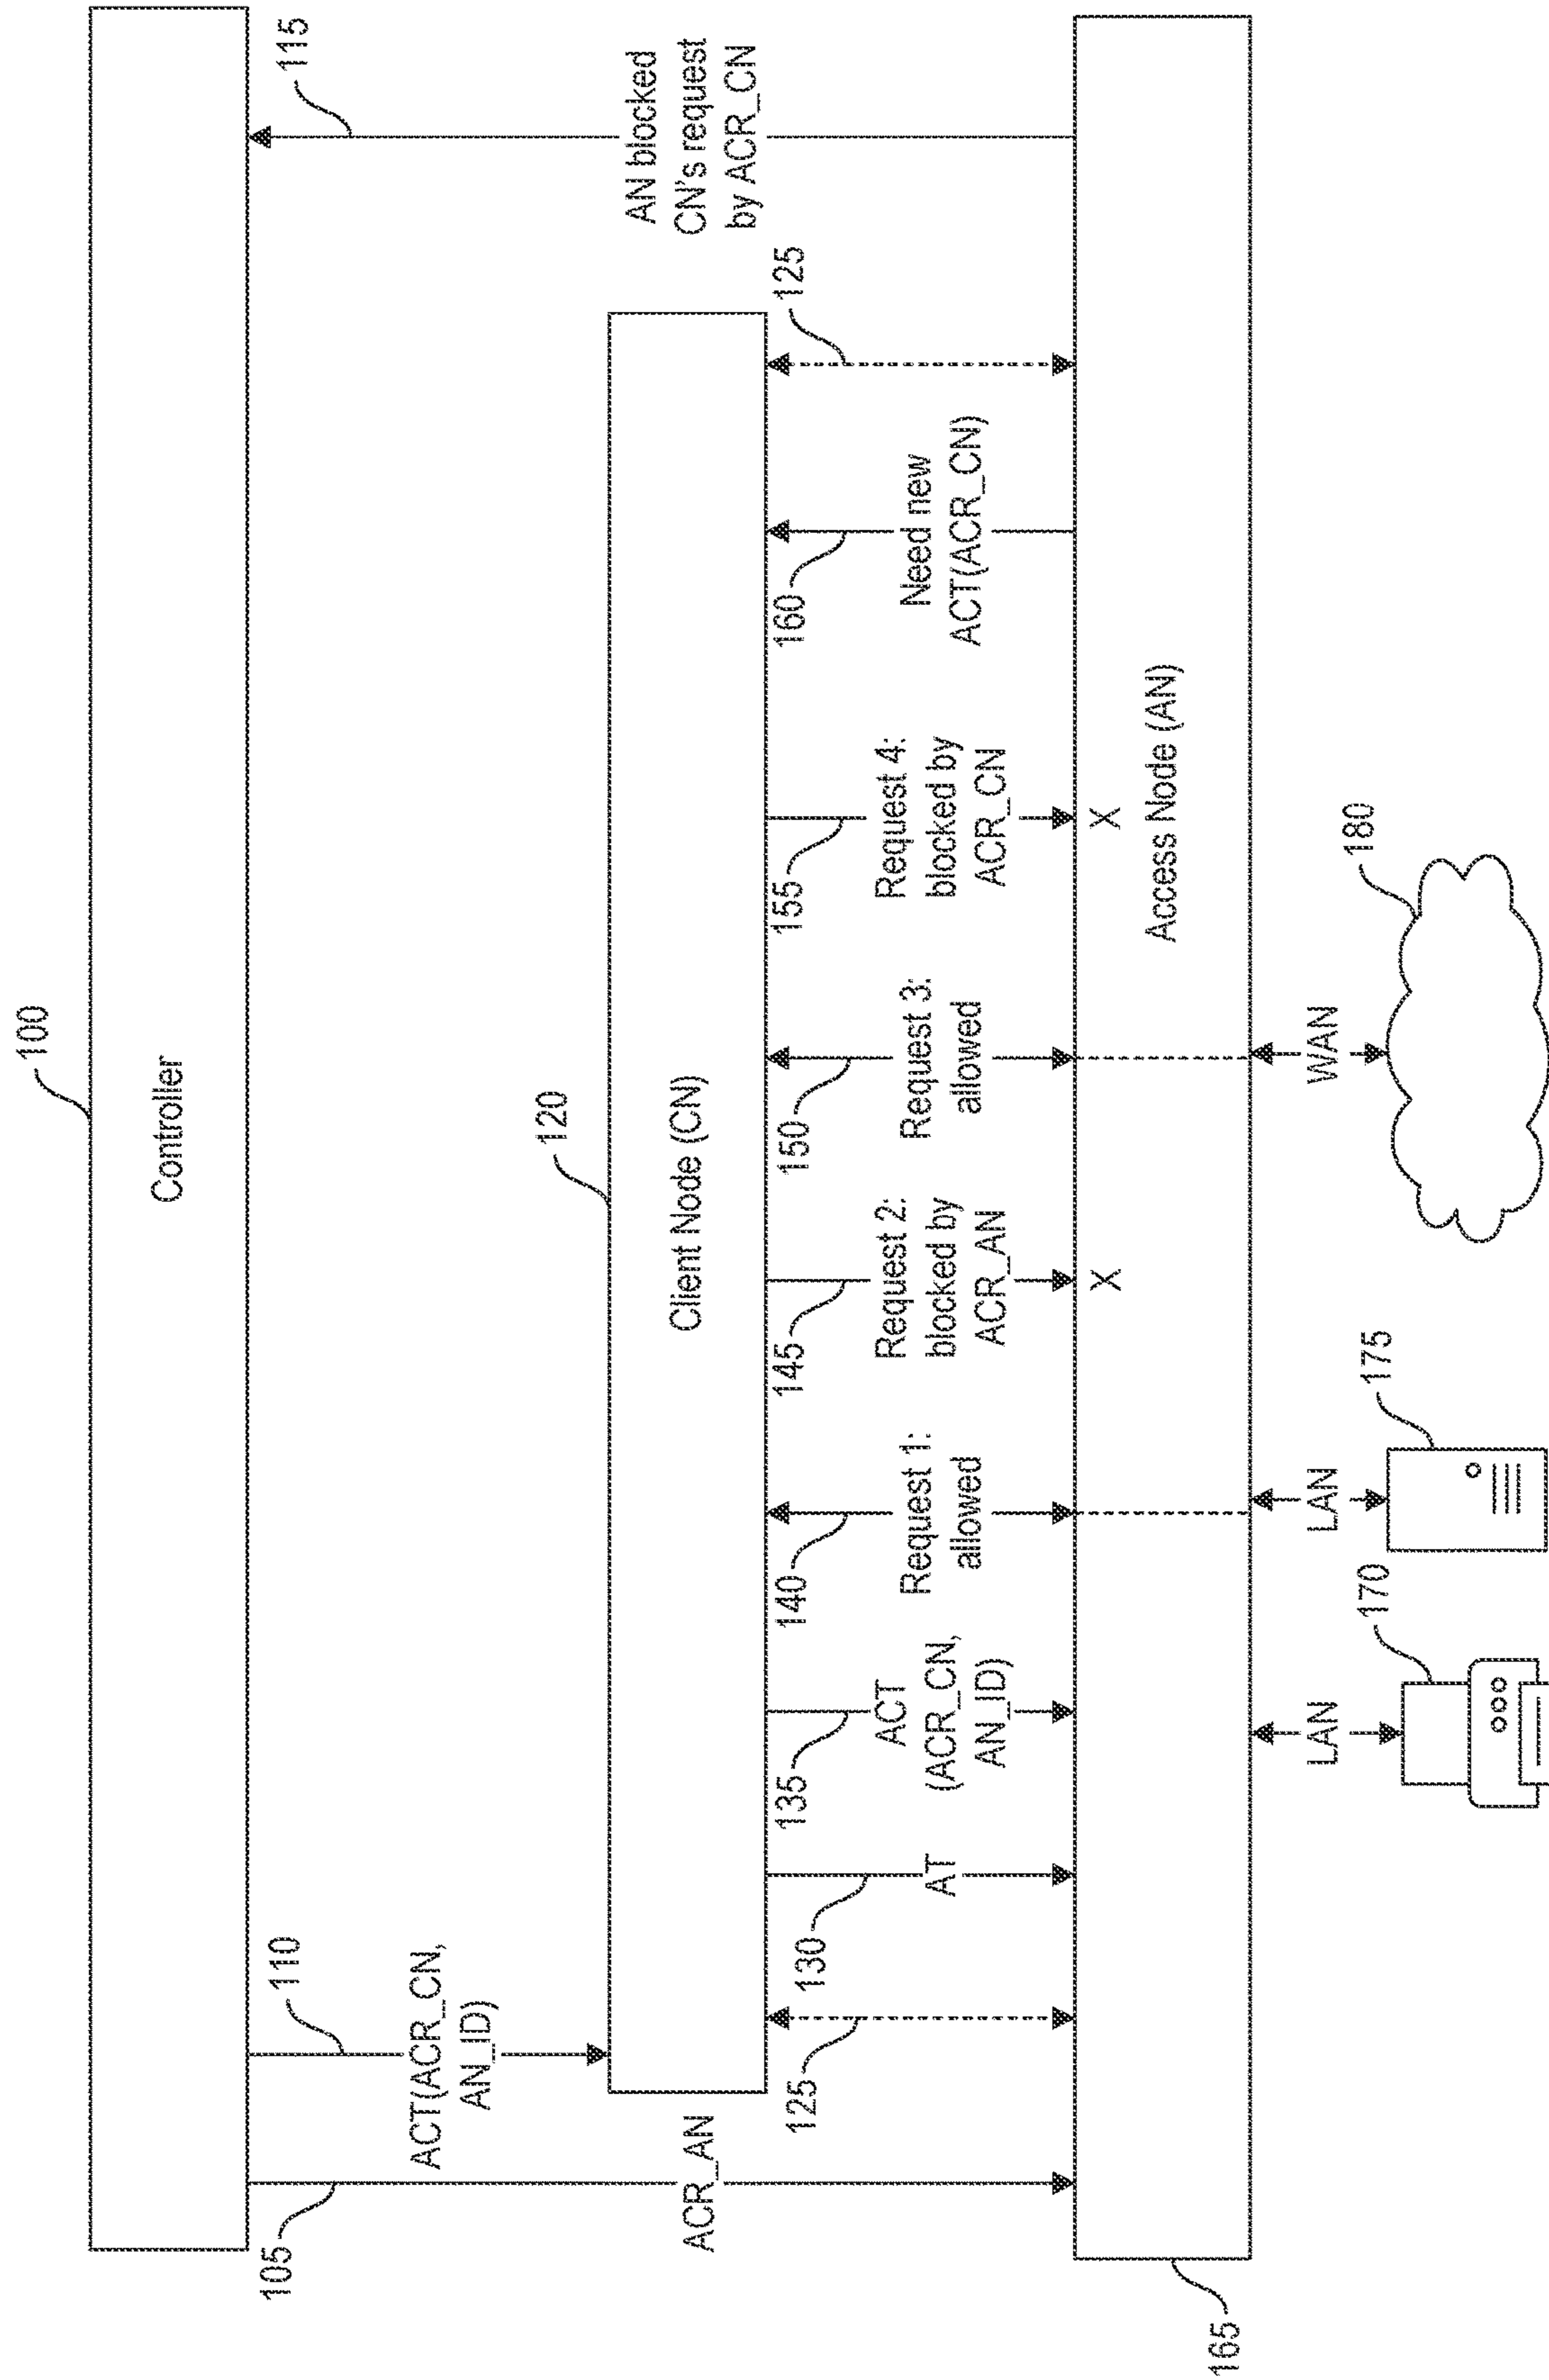 100
Controller
105
ACR_AN
110
ACT(ACR_CN,
AN_ID)
115
AN blocked
CN's request
by ACR_CN
120
Client Node (CN)
125
130
AT
135
ACT
(ACR_CN,
AN_ID)
140
Request 1:
allowed
145
Request 2:
blocked by
ACR_AN
X
150
Request 3:
allowed
155
Request 4:
blocked by
ACR_CN
X
160
Need new
ACT(ACR_CN)
125
165
Access Node (AN)
LAN
170
LAN
175
WAN
180